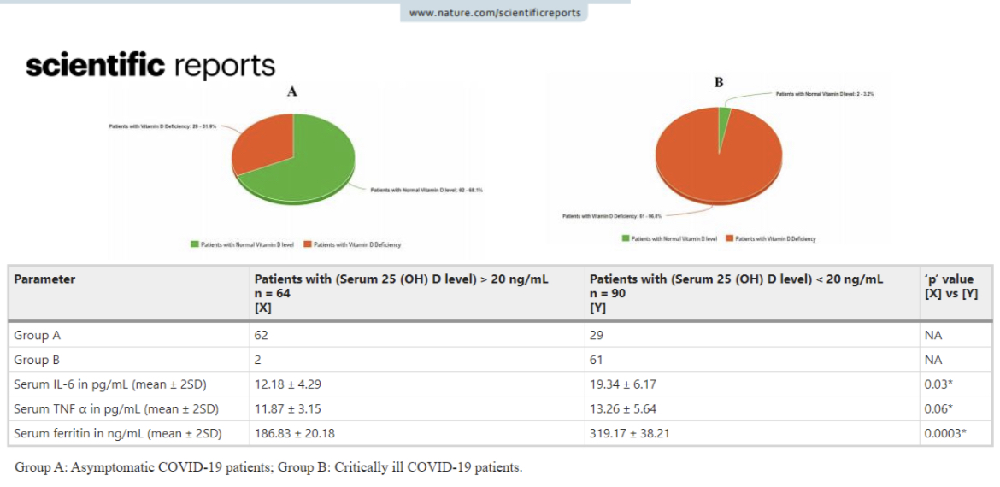 www.nature.com/scientificreports
scientific reports
A
B
Patients with Normal Vitamin D level: 2 - 3.2%
Patients with Vitamin D Deficiency: 29 - 31.9%
Patients with Normal Vitamin D level: 62 - 68.1%
Patients with Vitamin D Deficiency: 61 - 96.8%
Patients with Normal Vitamin D level Patients with Vitamin D Deficiency
Patients with Normal Vitamin D level Patients with Vitamin D Deficiency
Parameter Patients with (Serum 25 (OH) D level) > 20 ng/mL Patients with (Serum 25 (OH) D level) < 20 ng/mL ‘p’ value
n = 64 n = 90 [X] vs [Y]
[X] [Y]
Group A 62 29 NA
Group B 2 61 NA
Serum IL-6 in pg/mL (mean ± 2SD) 12.18 ± 4.29 19.34 ± 6.17 0.03*
Serum TNF α in pg/mL (mean ± 2SD) 11.87 ± 3.15 13.26 ± 5.64 0.06*
Serum ferritin in ng/mL (mean ± 2SD) 186.83 ± 20.18 319.17 ± 38.21 0.0003*
Group A: Asymptomatic COVID-19 patients; Group B: Critically ill COVID-19 patients.